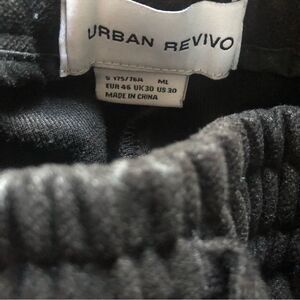 URBAN REVIVO
S 175/76A ML
EUR 46 UK30 US 30
MADE IN CHINA